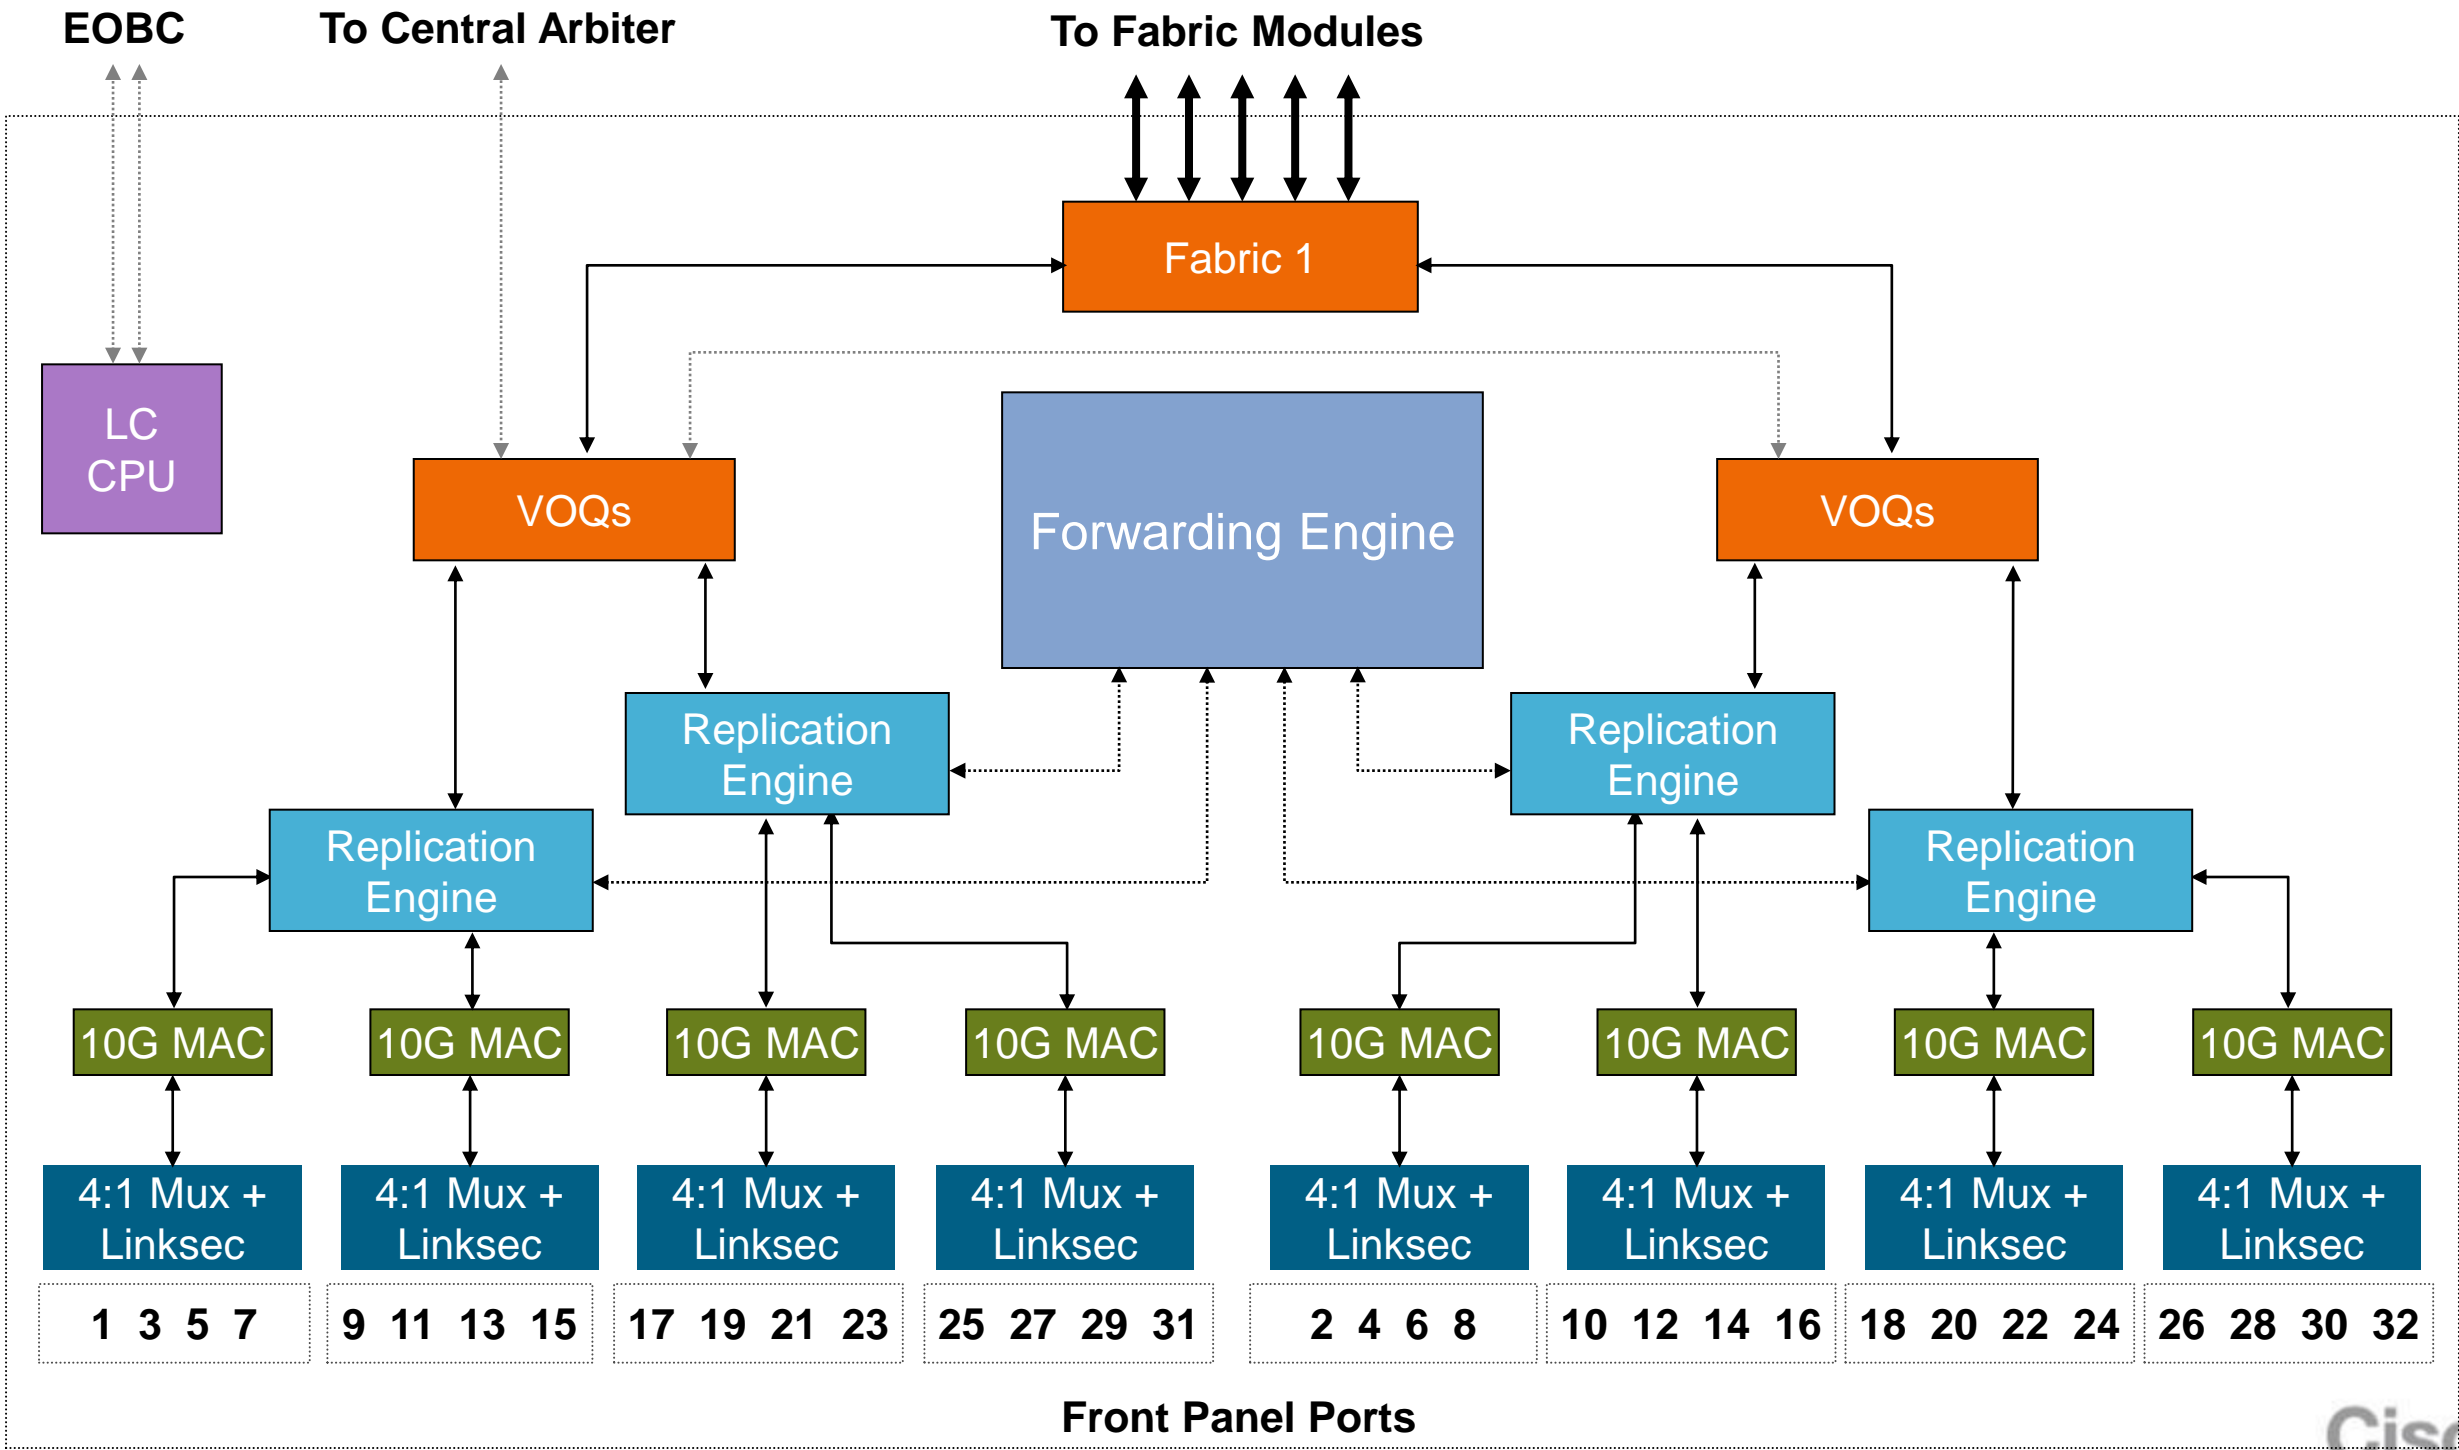 EOBC
To Central Arbiter
To Fabric Modules
Fabric 1
LC
CPU
VOQs
Forwarding Engine
VOQs
Replication
Engine
Replication
Engine
Replication
Engine
Replication
Engine
10G MAC
10G MAC
10G MAC
10G MAC
10G MAC
10G MAC
10G MAC
10G MAC
4:1 Mux +
Linksec
4:1 Mux +
Linksec
4:1 Mux +
Linksec
4:1 Mux +
Linksec
4:1 Mux +
Linksec
4:1 Mux +
Linksec
4:1 Mux +
Linksec
4:1 Mux +
Linksec
1 3 5 7
9 11 13 15
17 19 21 23
25 27 29 31
2 4 6 8
10 12 14 16
18 20 22 24
26 28 30 32
Front Panel Ports